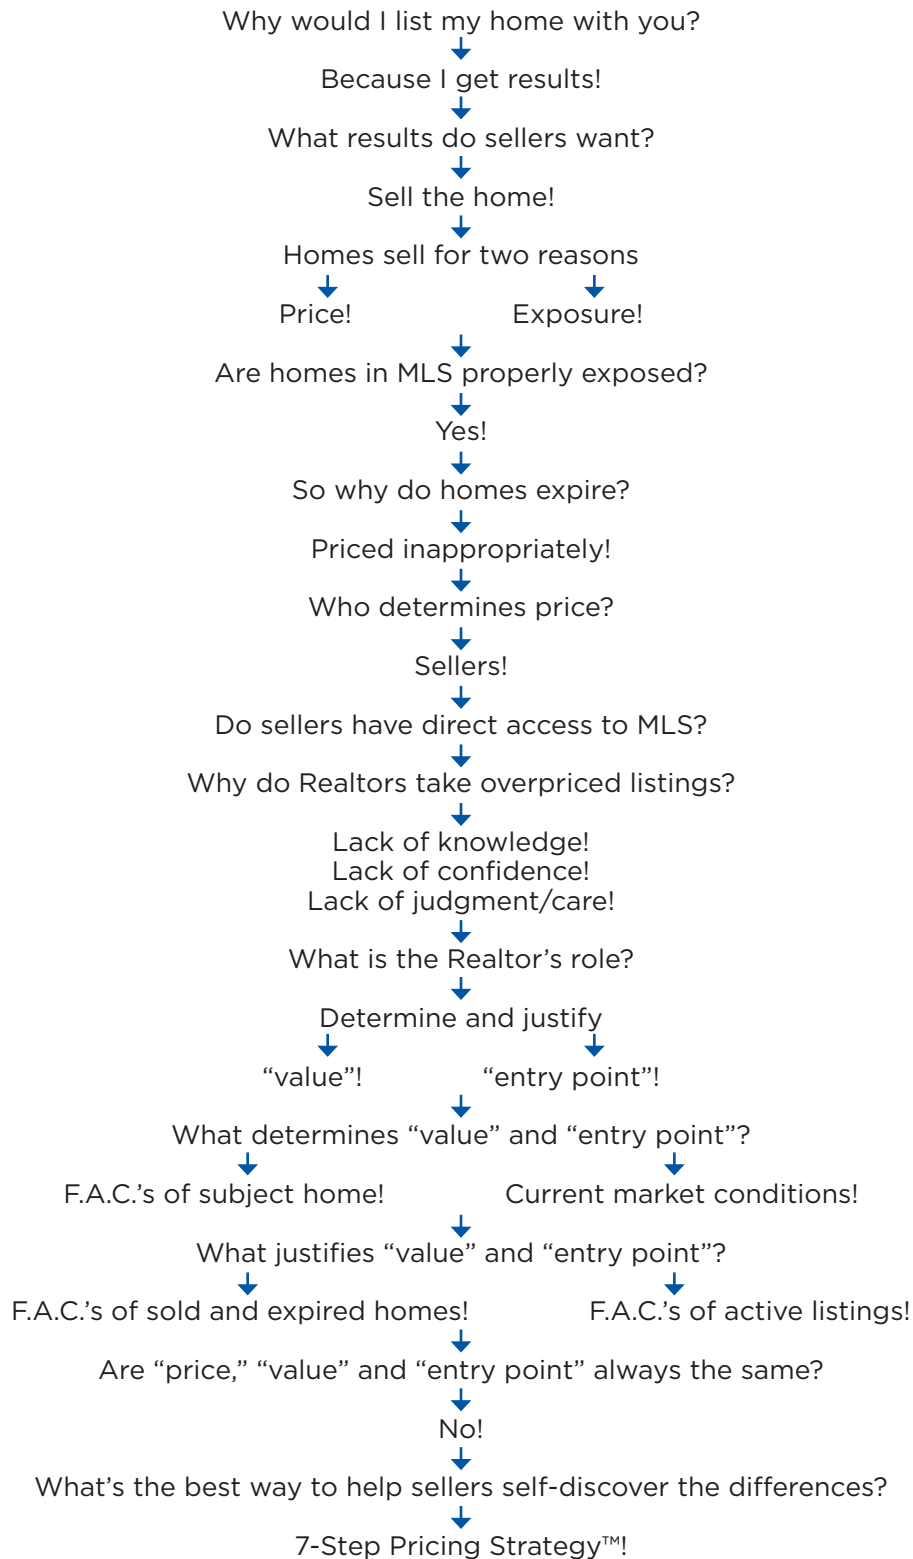 Why would I list my home with you?
Because I get results!
What results do sellers want?
Sell the home!
Homes sell for two reasons
Price! Exposure!
Are homes in MLS properly exposed?
Yes!
So why do homes expire?
Priced inappropriately!
Who determines price?
Sellers!
Do sellers have direct access to MLS?
Why do Realtors take overpriced listings?
Lack of knowledge!
Lack of confidence!
Lack of judgment/care!
What is the Realtor’s role?
Determine and justify
“value”! “entry point”!
What determines “value” and “entry point”?
F.A.C.’s of subject home! Current market conditions!
What justifies “value” and “entry point”?
F.A.C.’s of sold and expired homes! F.A.C.’s of active listings!
Are “price,” “value” and “entry point” always the same?
No!
What’s the best way to help sellers self-discover the differences?
7-Step Pricing Strategy™!